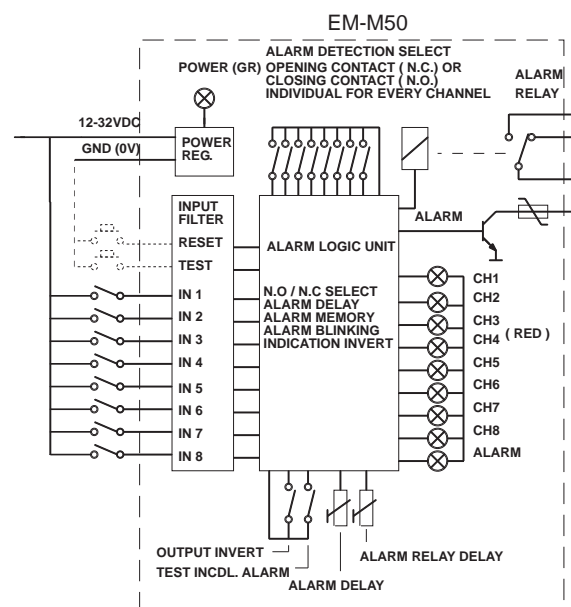 EM-M50
ALARM DETECTION SELECT
POWER (GR) OPENING CONTACT ( N.C.) OR
CLOSING CONTACT ( N.O.)
INDIVIDUAL FOR EVERY CHANNEL
ALARM
RELAY
12-32VDC
GND (0V)
POWER
REG.
INPUT
FILTER
RESET
TEST
IN 1
IN 2
IN 3
IN 4
IN 5
IN 6
IN 7
IN 8
ALARM LOGIC UNIT
N.O / N.C SELECT
ALARM DELAY
ALARM MEMORY
ALARM BLINKING
INDICATION INVERT
ALARM
CH1
CH2
CH3
CH4
( RED )
CH5
CH6
CH7
CH8
ALARM
OUTPUT INVERT
TEST INCDL. ALARM
ALARM DELAY
ALARM RELAY DELAY